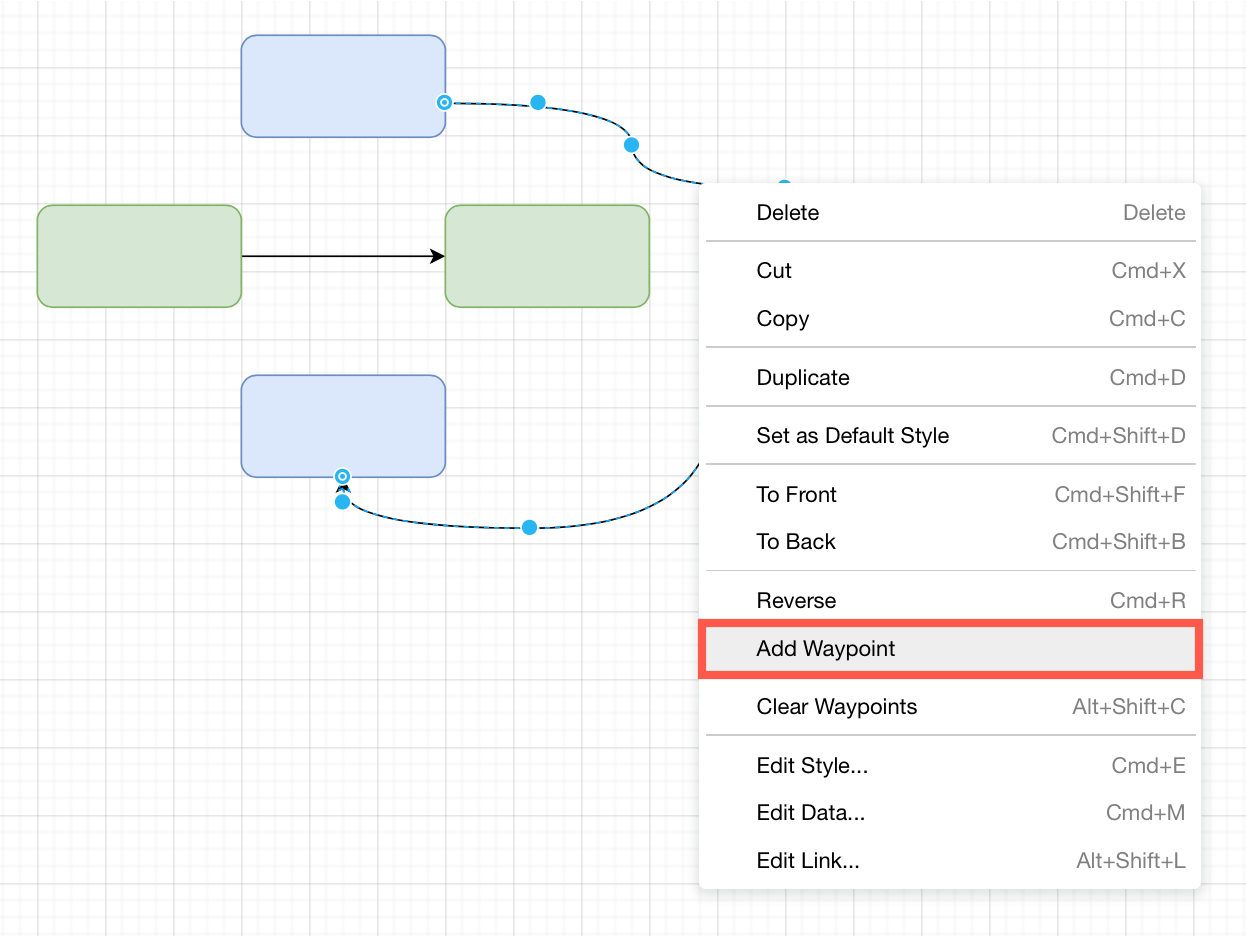 Delete Delete
Cut Cmd+X
Copy Cmd+C
Duplicate Cmd+D
Set as Default Style Cmd+Shift+D
To Front Cmd+Shift+F
To Back Cmd+Shift+B
Reverse Cmd+R
Add Waypoint
Clear Waypoints Alt+Shift+C
Edit Style... Cmd+E
Edit Data... Cmd+M
Edit Link... Alt+Shift+L